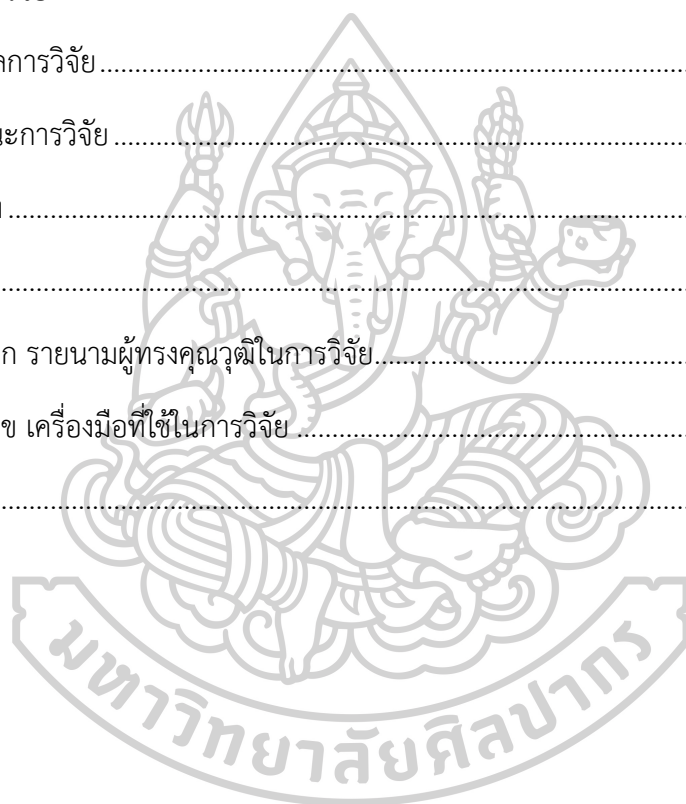 ลการวิจัย....................................................................................
ะการวิจัย..................................................................................
....................................................................................................
....................................................................................................
ก รายนามผู้ทรงคุณวุฒิในการวิจัย.............................................
ข เครื่องมือที่ใช้ในการวิจัย.........................................................
....................................................................................................
มหาวิทยาลัยศิลปากร